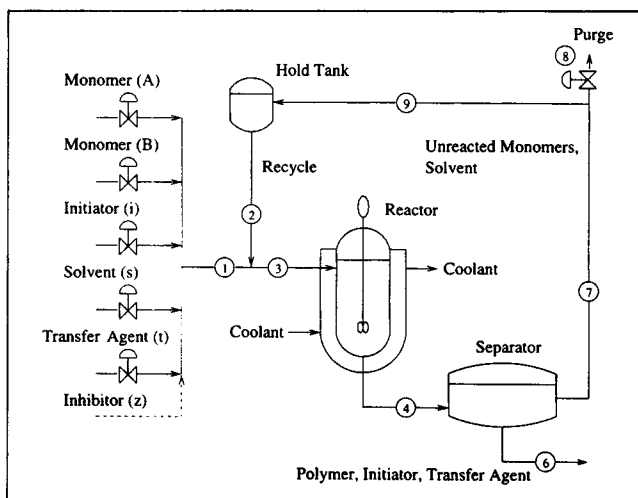 Monomer (A)
Monomer (B)
Initiator (i)
Solvent (s)
Transfer Agent (t)
Inhibitor (z)
Hold Tank
Recycle
2
1
3
Reactor
Coolant
Coolant
4
Separator
6
Polymer, Initiator, Transfer Agent
7
Unreacted Monomers,
Solvent
9
8
Purge